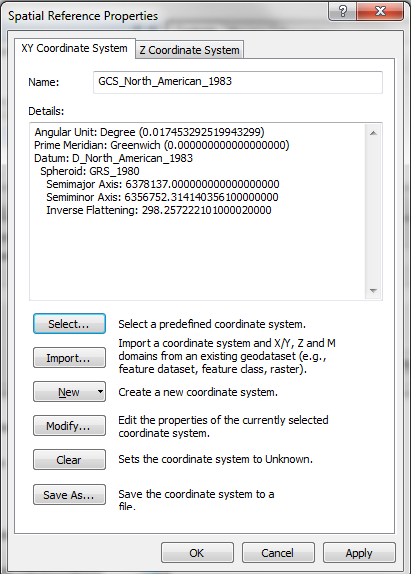 Spatial Reference Properties
XY Coordinate System
Z Coordinate System
Name:
GCS_North_American_1983
Details:
Angular Unit: Degree (0.017453292519943299)
Prime Meridian: Greenwich (0.000000000000000000)
Datum: D_North_American_1983
Spheroid: GRS_1980
Semimajor Axis: 6378137.000000000000000000
Semiminor Axis: 6356752.314140356100000000
Inverse Flattening: 298.257222101000020000
Select...
Select a predefined coordinate system.
Import...
Import a coordinate system and X/Y, Z and M
domains from an existing geodataset (e.g.,
feature dataset, feature class, raster).
New
Create a new coordinate system.
Modify...
Edit the properties of the currently selected
coordinate system.
Clear
Sets the coordinate system to Unknown.
Save As...
Save the coordinate system to a
file.
OK
Cancel
Apply